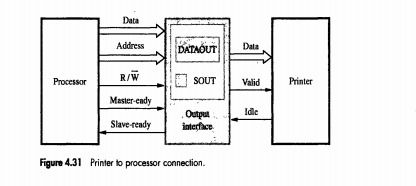 Data
Address
Processor
R/W̅
Master-eady
Slave-ready
DATAOUT
SOUT
Output
interface
Data
Valid
Idle
Printer
Figure 4.31 Printer to processor connection.